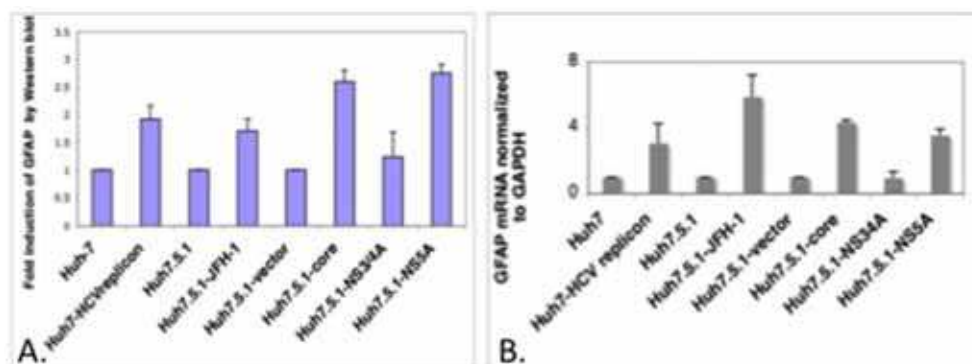 Fold induction of GFAP by Western blot
3.5
3
2.5
2
1.5
1
0.5
0
Huh-7
Huh7-HCVreplicon
Huh7.5.1
Huh7.5.1-JFH-1
Huh7.5.1-vector
Huh7.5.1-core
Huh7.5.1-NS3/4A
Huh7.5.1-NS5A
A.
GFAP mRNA normalized
to GAPDH
8
4
0
Huh7
Huh7-HCV replicon
Huh7.5.1
Huh7.5.1-JFH-1
Huh7.5.1-vector
Huh7.5.1-core
Huh7.5.1-NS34A
Huh7.5.1-NS5A
B.